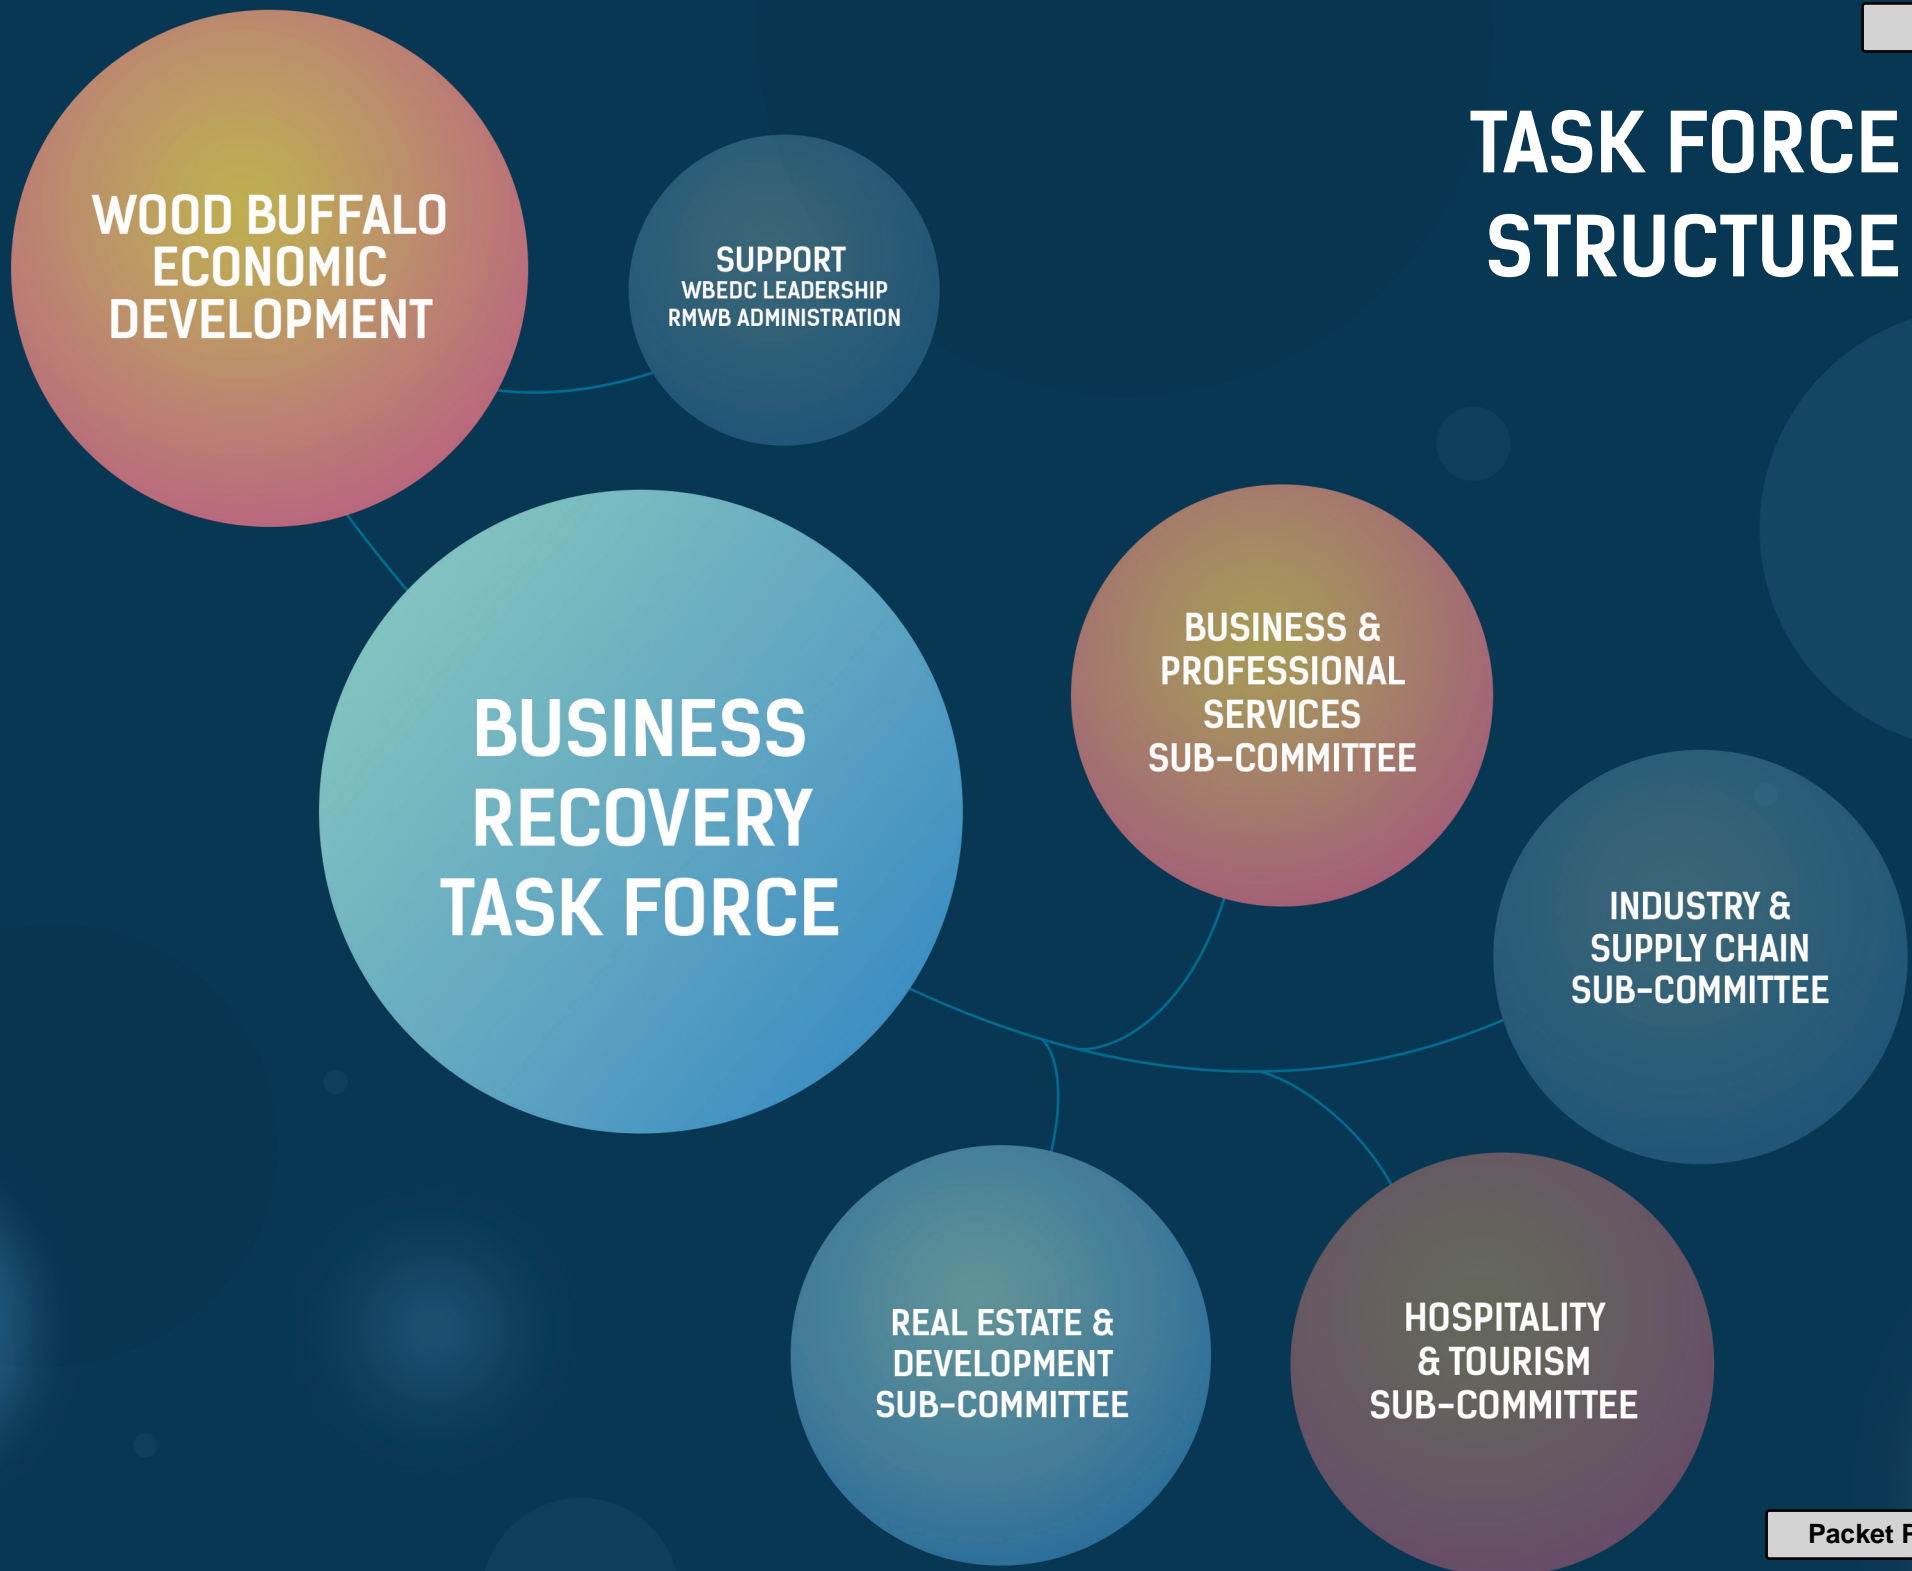 TASK FORCE
STRUCTURE
WOOD BUFFALO
ECONOMIC
DEVELOPMENT
SUPPORT
WBEDC LEADERSHIP
RMWB ADMINISTRATION
BUSINESS
RECOVERY
TASK FORCE
BUSINESS &
PROFESSIONAL
SERVICES
SUB-COMMITTEE
INDUSTRY &
SUPPLY CHAIN
SUB-COMMITTEE
REAL ESTATE &
DEVELOPMENT
SUB-COMMITTEE
HOSPITALITY
& TOURISM
SUB-COMMITTEE
Packet